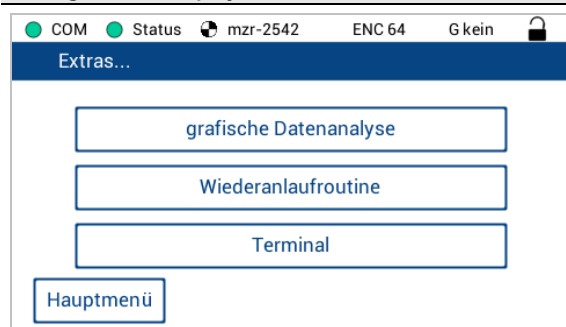 COM Status mzr-2542 ENC 64 G kein
Extras...
grafische Datenanalyse
Wiederanlaufroutine
Terminal
Hauptmenü